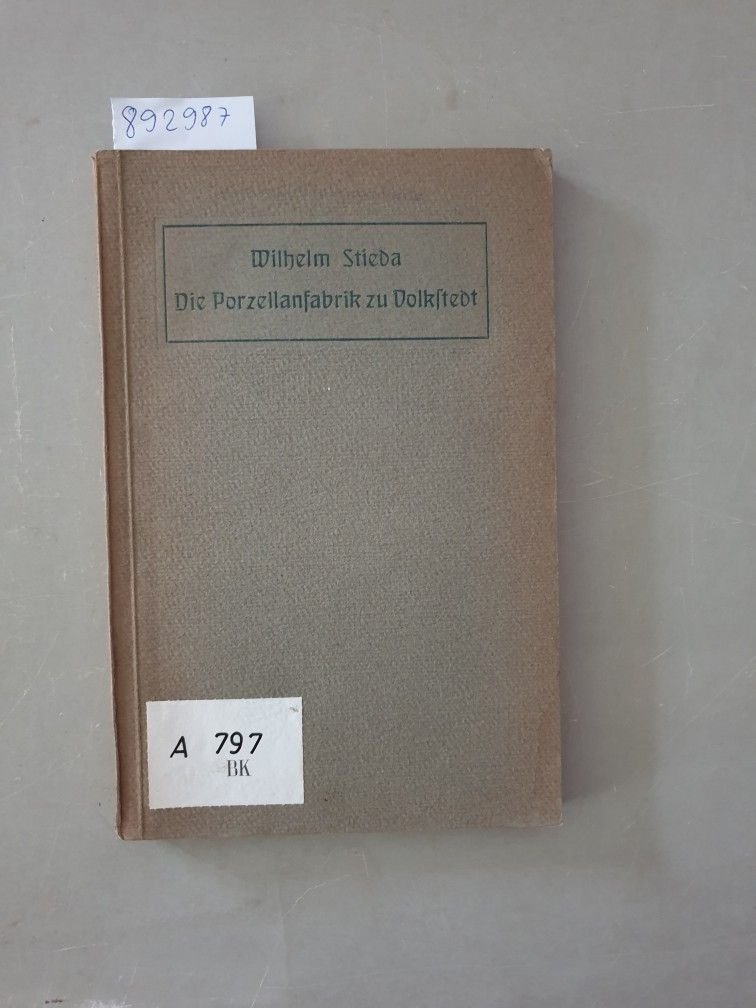 892987
Wilhelm Stieda
Die Porzellanfabrik zu Volkſtedt
A 797
BK